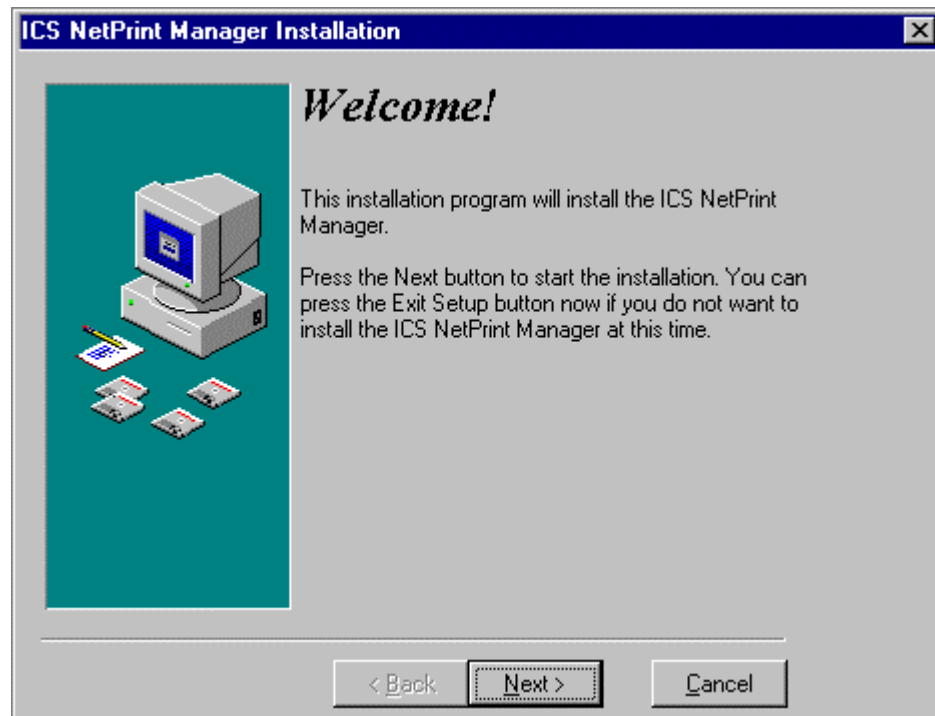 ICS NetPrint Manager Installation
Welcome!
This installation program will install the ICS NetPrint
Manager.
Press the Next button to start the installation. You can
press the Exit Setup button now if you do not want to
install the ICS NetPrint Manager at this time.
< Back Next > Cancel